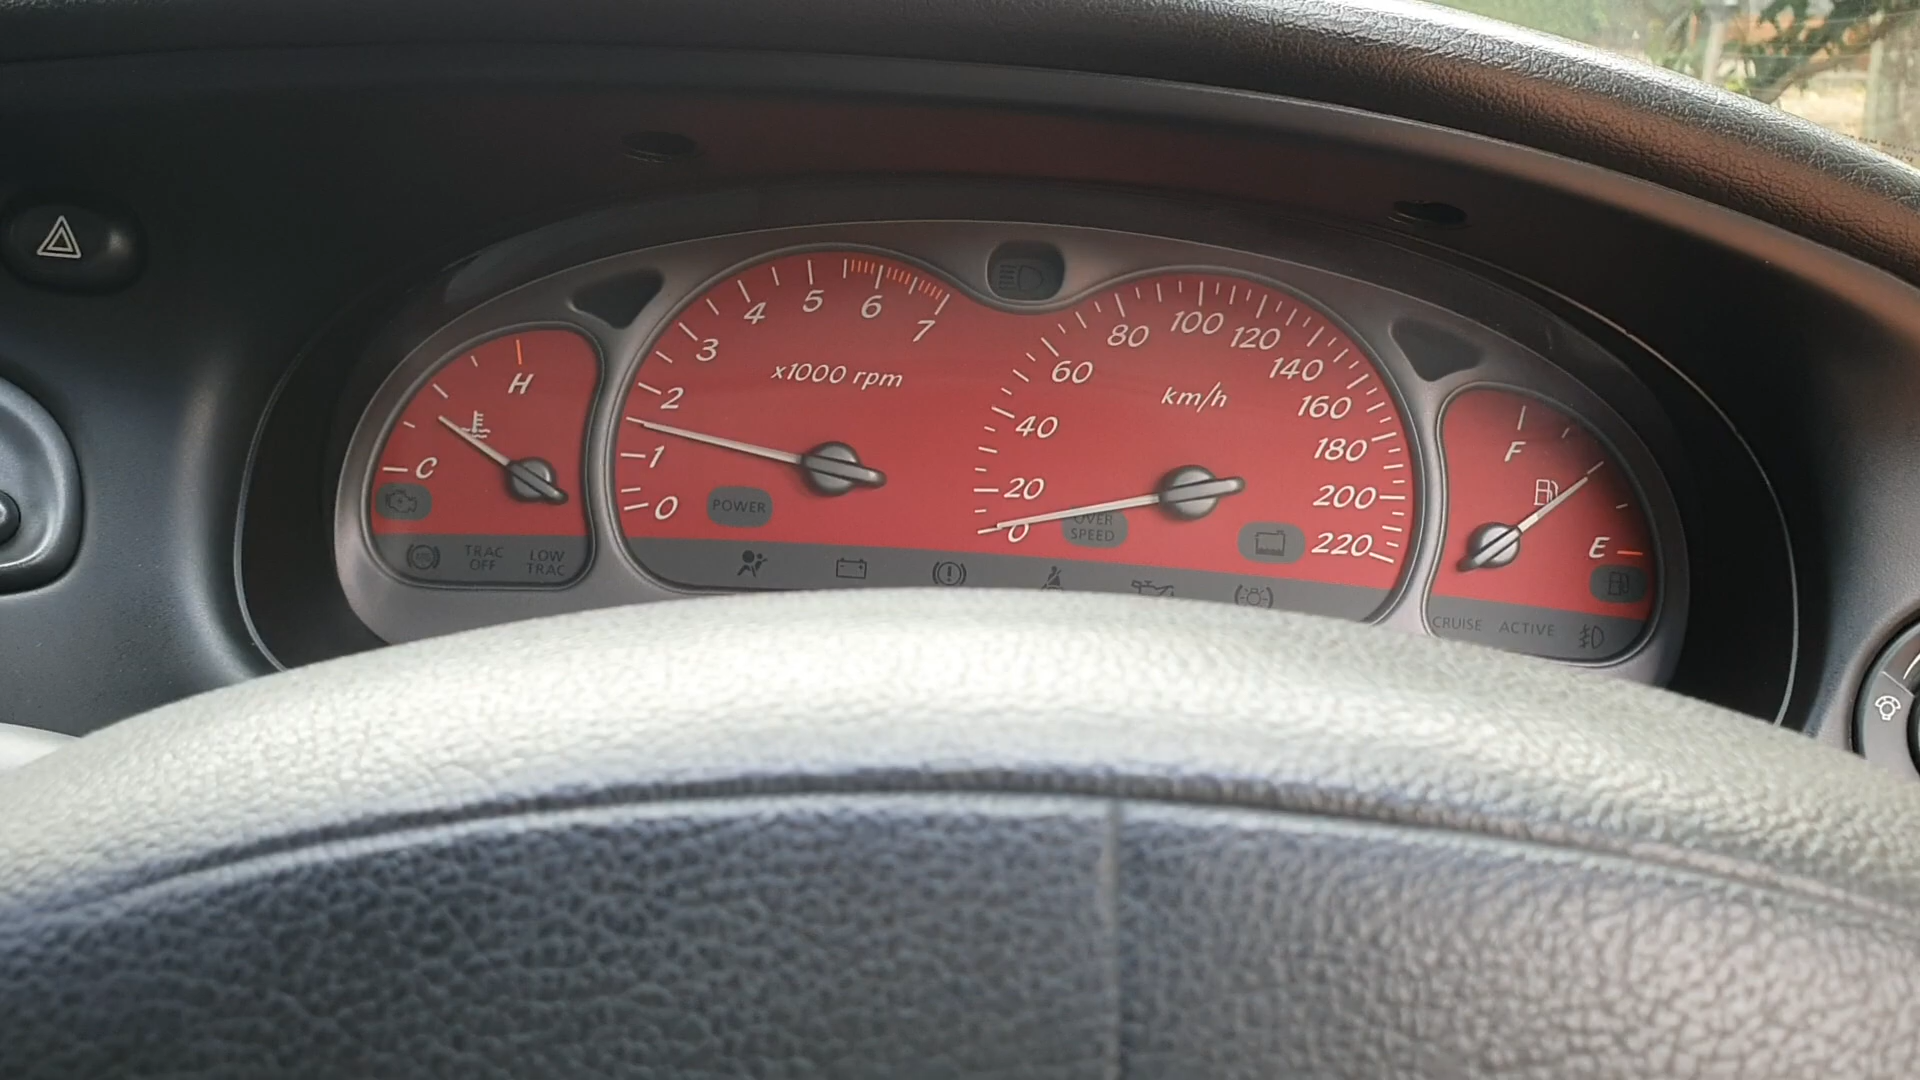 H
C
TRAC
OFF
LOW
TRAC
0
1
2
3
4
5
6
7
x1000 rpm
POWER
0
20
40
60
80
100
120
140
160
180
200
220
km/h
OVER
SPEED
F
E
CRUISE
ACTIVE